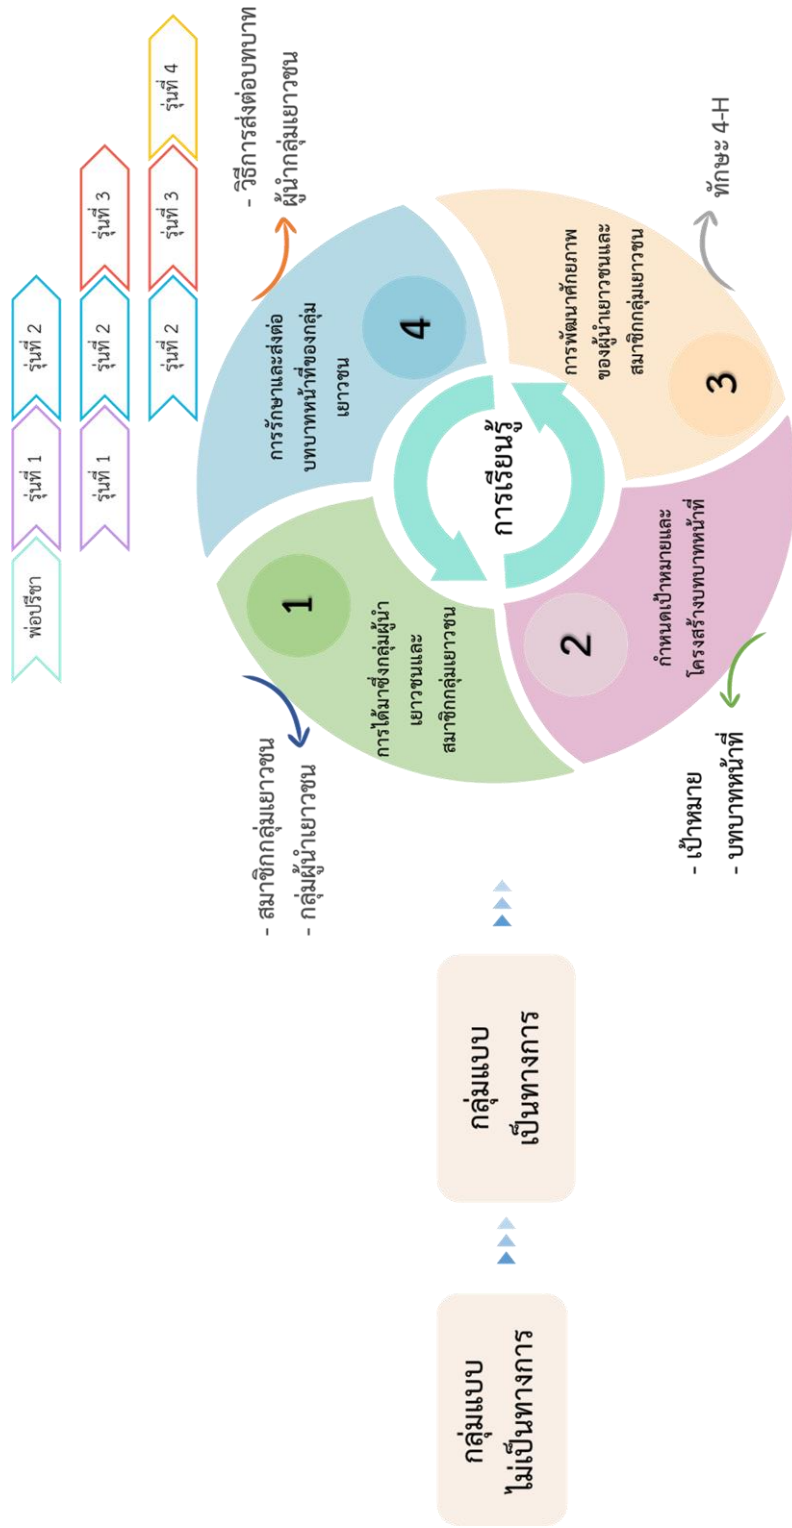 กลุ่มแบบ
ไม่เป็นทางการ
กลุ่มแบบ
เป็นทางการ
- สมาชิกกลุ่มเยาวชน
- กลุ่มผู้นำเยาวชน
1
การได้มาซึ่งกลุ่มผู้นำ
เยาวชนและ
สมาชิกกลุ่มเยาวชน
2
กำหนดเป้าหมายและ
โครงสร้างบทบาทหน้าที่
- เป้าหมาย
- บทบาทหน้าที่
การเรียนรู้
3
การพัฒนาศักยภาพ
ของผู้นำเยาวชนและ
สมาชิกกลุ่มเยาวชน
ทักษะ 4-H
4
การรักษาและส่งต่อ
บทบาทหน้าที่ของกลุ่ม
เยาวชน
- วิธีการส่งต่อบทบาท
ผู้นำกลุ่มเยาวชน
พ่อปรีชา
รุ่นที่ 1
รุ่นที่ 2
รุ่นที่ 1
รุ่นที่ 2
รุ่นที่ 3
รุ่นที่ 2
รุ่นที่ 3
รุ่นที่ 4